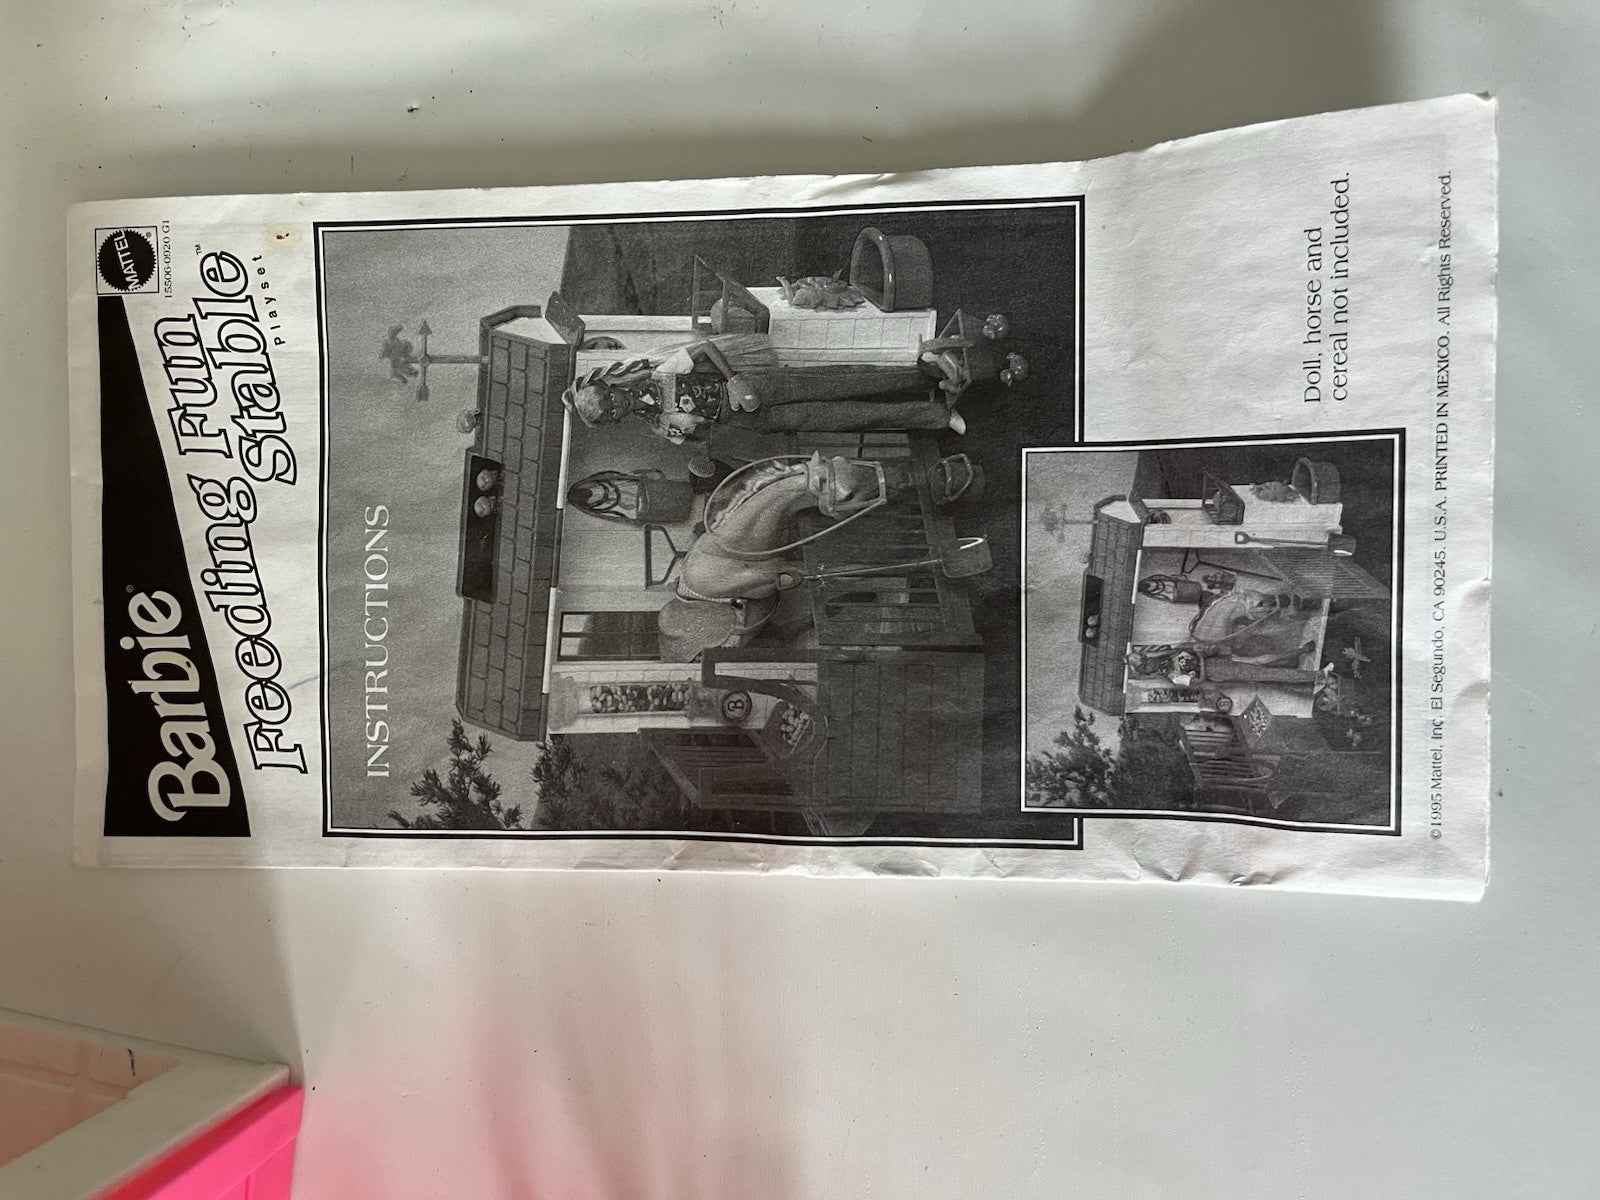 Barbie®
MATTEL®
15506-0920 G1
Feeding Fun
Stable™
Playset
INSTRUCTIONS
B
Doll, horse and
cereal not included.
©1995 Mattel, Inc. El Segundo, CA 90245. U.S.A. PRINTED IN MEXICO. All Rights Reserved.